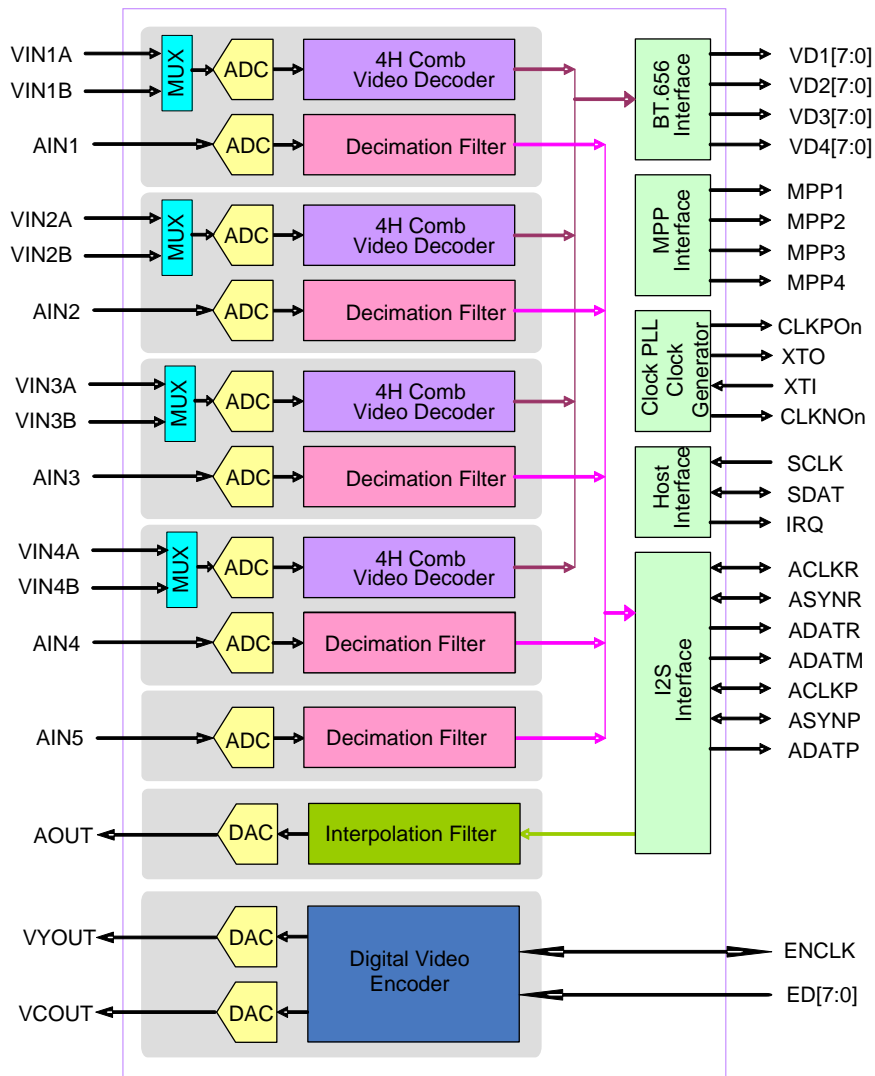 VIN1A
VIN1B
MUX
ADC
4H Comb
Video Decoder
AIN1
ADC
Decimation Filter
VIN2A
VIN2B
MUX
ADC
4H Comb
Video Decoder
AIN2
ADC
Decimation Filter
VIN3A
VIN3B
MUX
ADC
4H Comb
Video Decoder
AIN3
ADC
Decimation Filter
VIN4A
VIN4B
MUX
ADC
4H Comb
Video Decoder
AIN4
ADC
Decimation Filter
AIN5
ADC
Decimation Filter
AOUT
DAC
Interpolation Filter
VYOUT
DAC
VCOUT
DAC
Digital Video
Encoder
BT.656
Interface
VD1[7:0]
VD2[7:0]
VD3[7:0]
VD4[7:0]
MPP
Interface
MPP1
MPP2
MPP3
MPP4
Clock PLL
Clock
Generator
CLKPOn
XTO
XTI
CLKNOn
Host
Interface
SCLK
SDAT
IRQ
I2S
Interface
ACLKR
ASYNR
ADATR
ADATM
ACLKP
ASYNP
ADATP
ENCLK
ED[7:0]